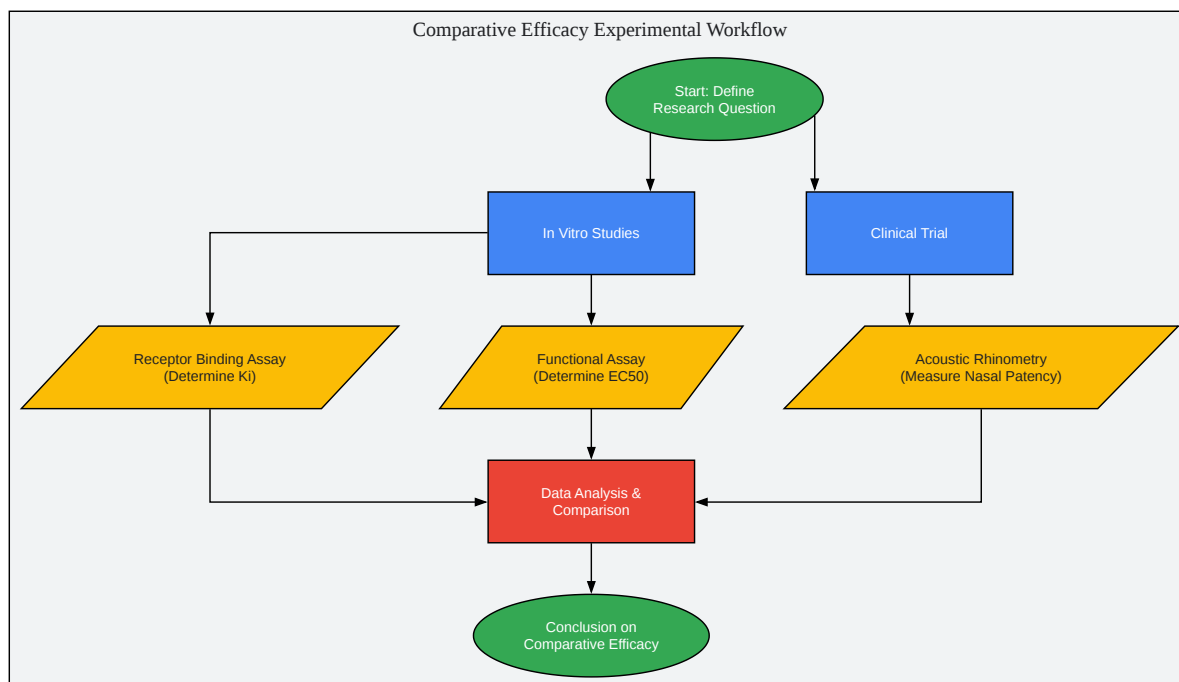 Comparative Efficacy Experimental Workflow
Start: Define
Research Question
In Vitro Studies
Clinical Trial
Receptor Binding Assay
(Determine Ki)
Functional Assay
(Determine EC50)
Acoustic Rhinometry
(Measure Nasal Patency)
Data Analysis &
Comparison
Conclusion on
Comparative Efficacy